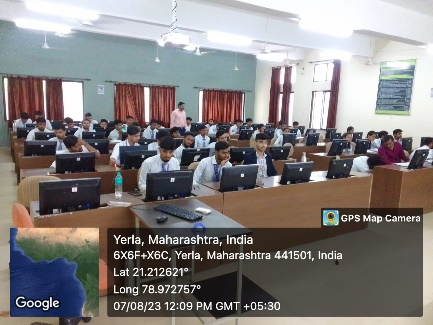 GPS Map Camera
Yerla, Maharashtra, India
6X6F+X6C, Yerla, Maharashtra 441501, India
Lat 21.212621°
Long 78.972757°
07/08/23 12:09 PM GMT +05:30
Google